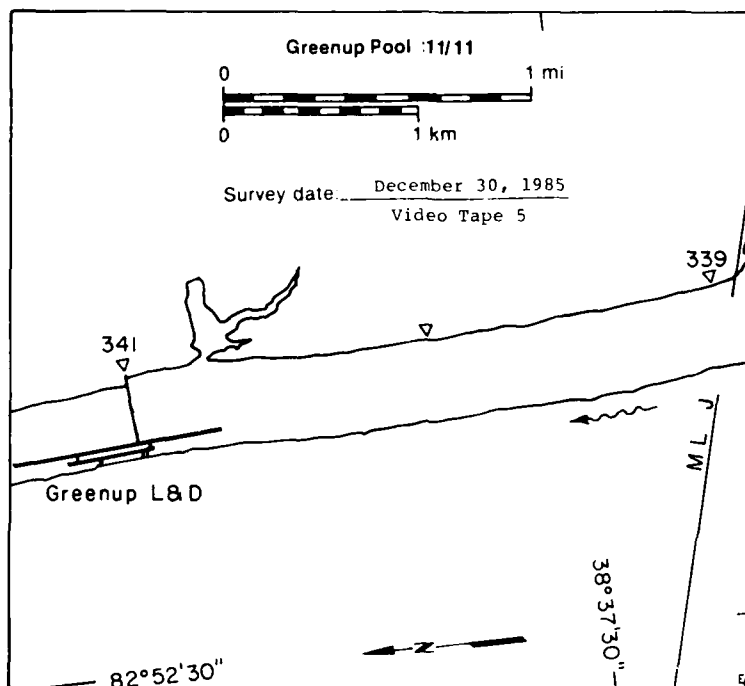 Greenup Pool :11/11
0 1 mi
0 1 km
Survey date: December 30, 1985
Video Tape 5
339
341
Greenup L&D
M L J
38°37'30"
N
82°52'30"
E